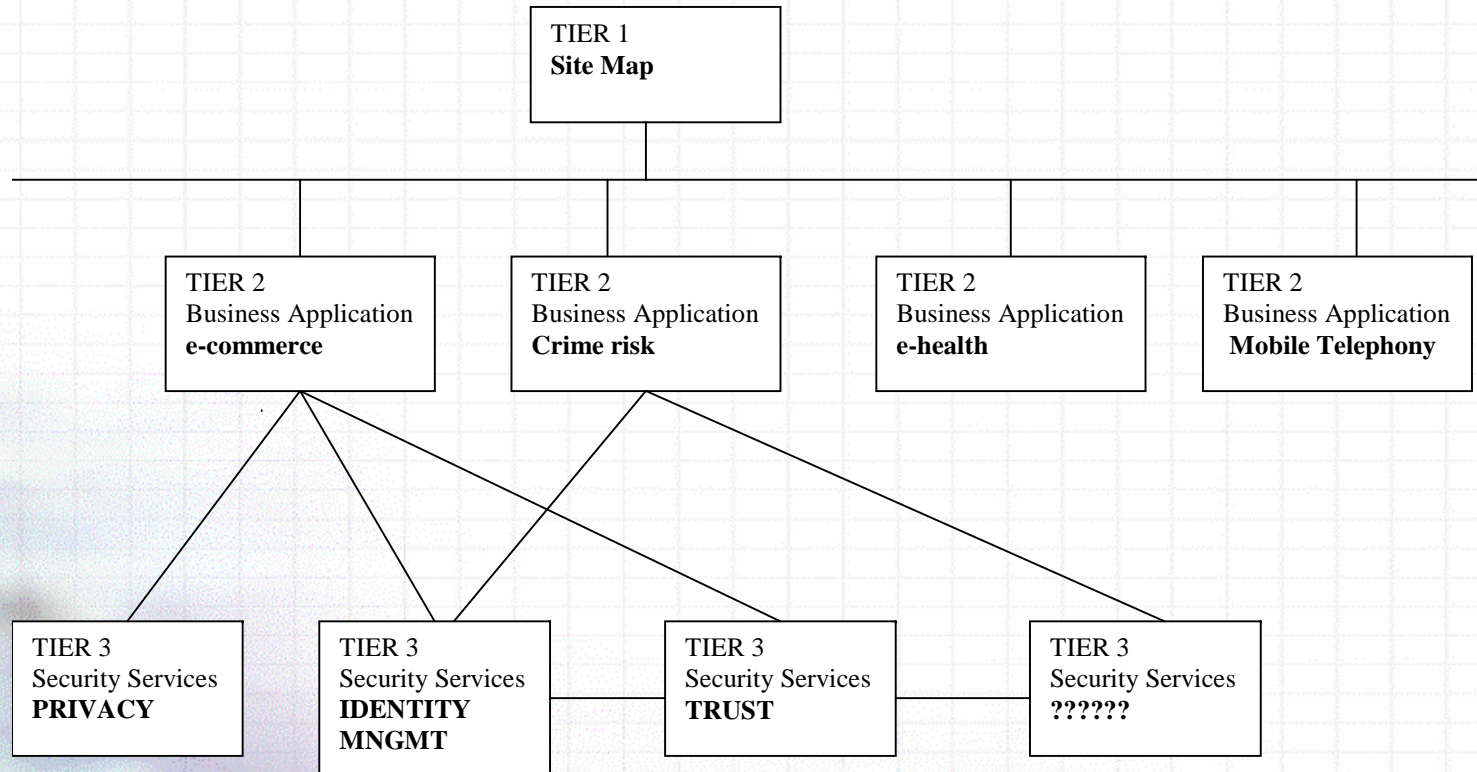 TIER 1
Site Map
TIER 2
Business Application
e-commerce
TIER 2
Business Application
Crime risk
TIER 2
Business Application
e-health
TIER 2
Business Application
Mobile Telephony
TIER 3
Security Services
PRIVACY
TIER 3
Security Services
IDENTITY
MNGMT
TIER 3
Security Services
TRUST
TIER 3
Security Services
??????